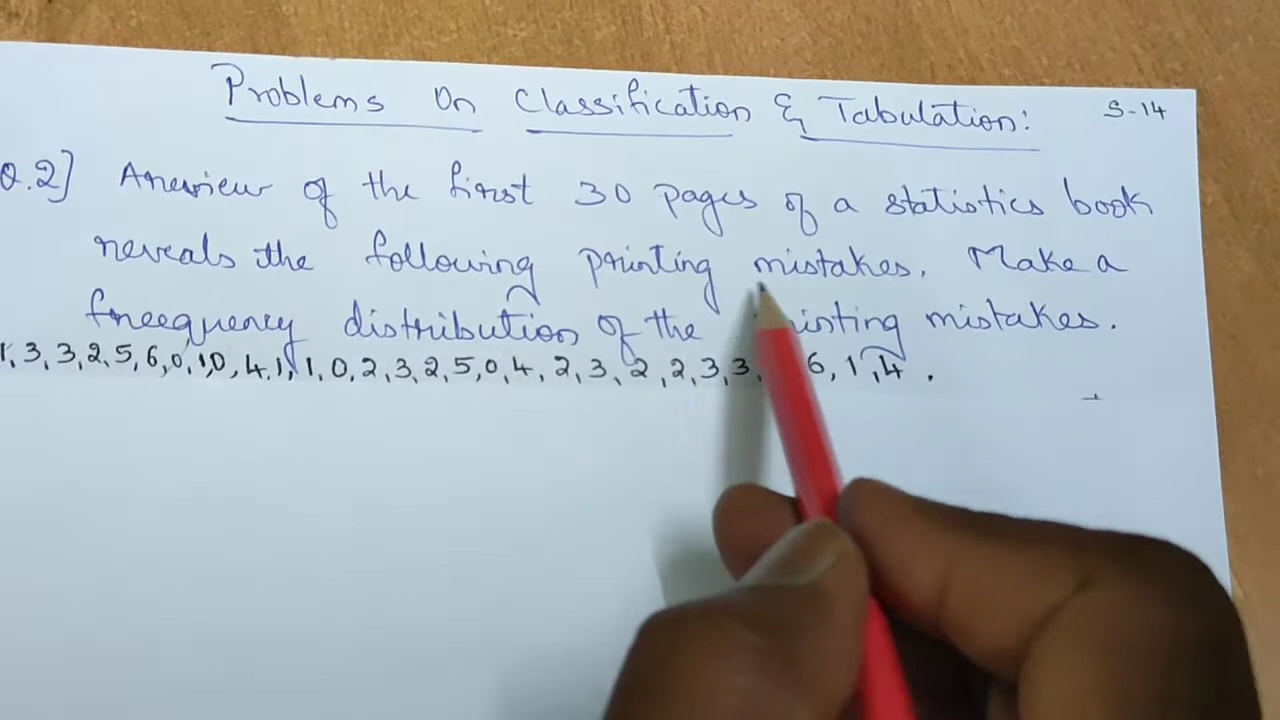 Problems On Classification & Tabulation: S-14
Q.2] A review of the first 30 pages of a statistics book
reveals the following printing mistakes. Make a
freequency distribution of the inting mistakes.
1, 3, 3, 2, 5, 6, 0, 1, 0, 4, 1, 1, 0, 2, 3, 2, 5, 0, 4, 2, 3, 2, 2, 3, 3, 6, 1, 4.